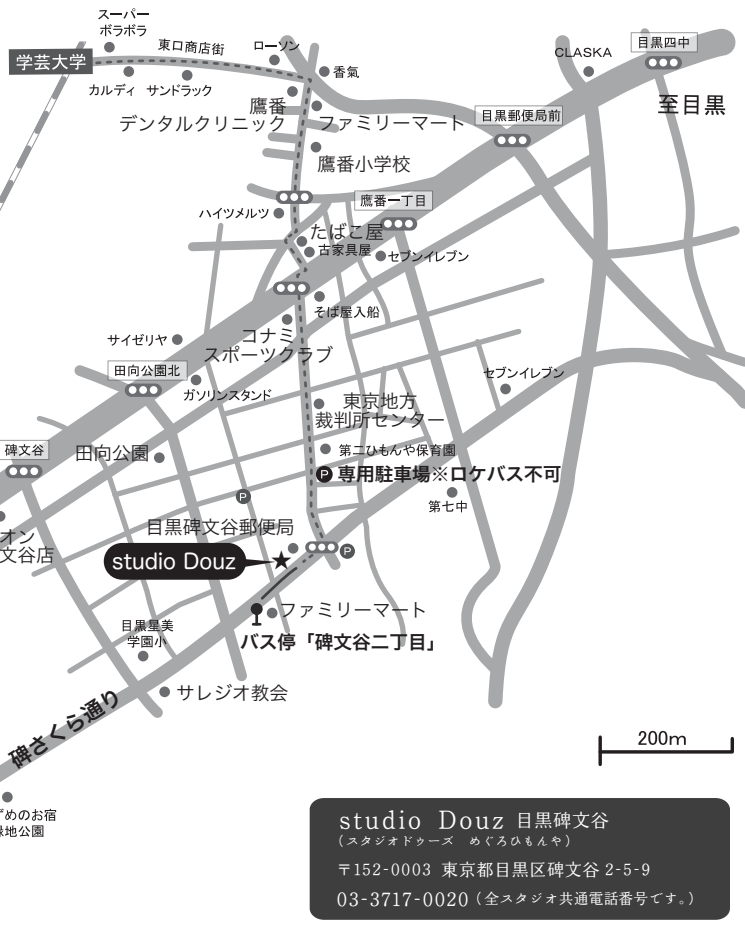 スーパー
ボラボラ
東口商店街
ローソン
学芸大学
カルディ
サンドラック
香氣
CLASKA
目黒四中
至目黒
鷹番
デンタルクリニック
ファミリーマート
目黒郵便局前
鷹番小学校
鷹番一丁目
ハイツメルツ
たばこ屋
古家具屋
セブンイレブン
そば屋入船
サイゼリヤ
コナミ
スポーツクラブ
田向公園北
ガソリンスタンド
セブンイレブン
東京地方
裁判所センター
碑文谷
田向公園
第二ひもんや保育園
P 専用駐車場※ロケバス不可
P
第七中
オン
文谷店
目黒碑文谷郵便局
P
studio Douz
ファミリーマート
目黒星美
学園小
バス停「碑文谷二丁目」
サレジオ教会
碑さくら通り
200m
ずめのお宿
緑地公園
studio Douz 目黒碑文谷
(スタジオドゥーズ めぐろひもんや)
〒152-0003 東京都目黒区碑文谷 2-5-9
03-3717-0020(全スタジオ共通電話番号です。)